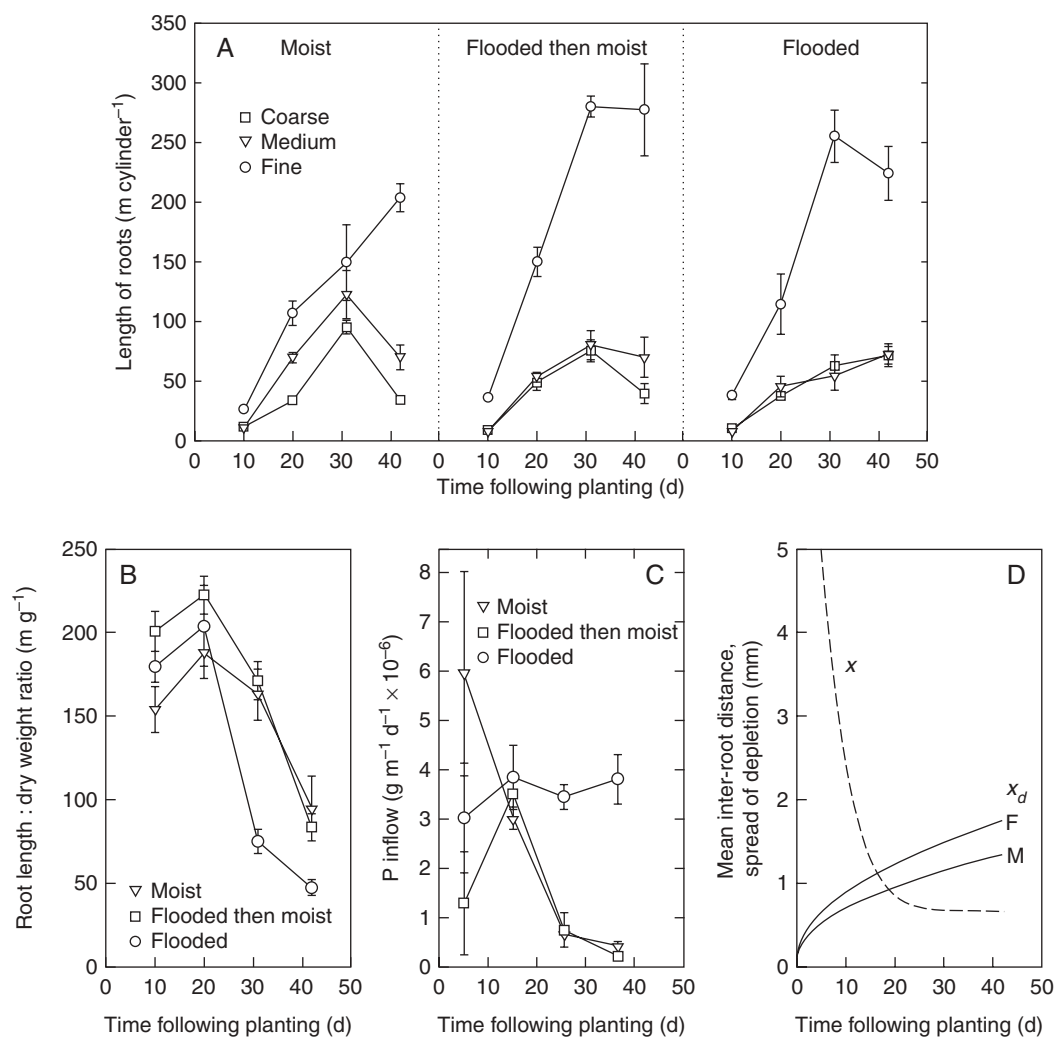 350
300
250
200
150
100
50
0
Length of roots (m cylinder⁻¹)
A
Moist
Flooded then moist
Flooded
Coarse
Medium
Fine
0 10 20 30 40 0 10 20 30 40 0 10 20 30 40 50
Time following planting (d)
250
200
150
100
50
0
Root length : dry weight ratio (m g⁻¹)
B
Moist
Flooded then moist
Flooded
0 10 20 30 40 50
Time following planting (d)
8
7
6
5
4
3
2
1
0
P inflow (g m⁻¹ d⁻¹ × 10⁻⁶)
C
Moist
Flooded then moist
Flooded
0 10 20 30 40 50
Time following planting (d)
5
4
3
2
1
0
Mean inter-root distance,
spread of depletion (mm)
D
x
x_d
F
M
0 10 20 30 40 50
Time following planting (d)